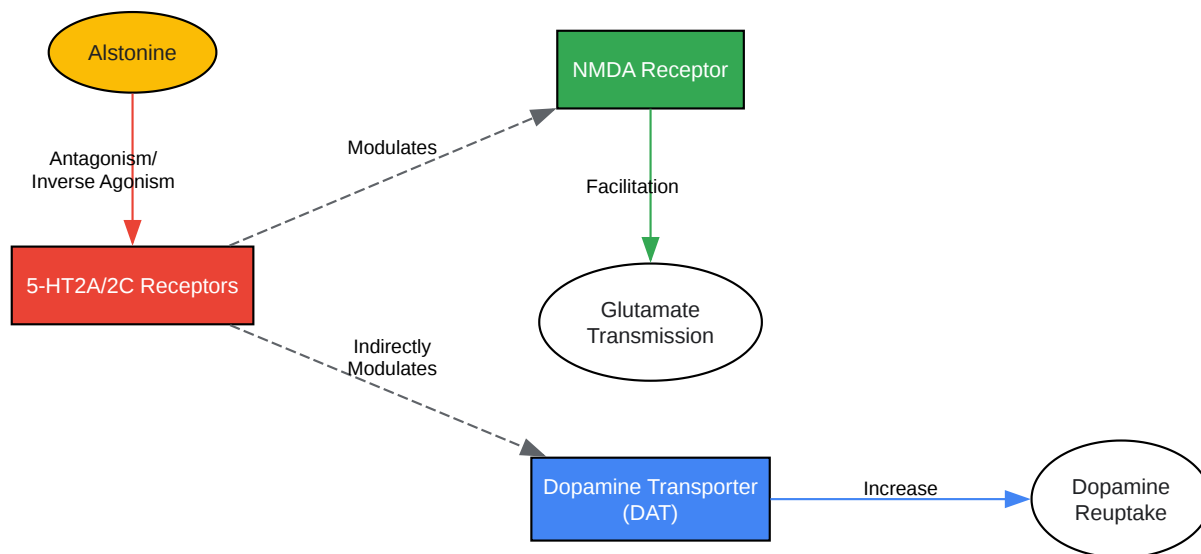 Alstonine
NMDA Receptor
Antagonism/
Inverse Agonism
Modulates
Facilitation
5-HT2A/2C Receptors
Glutamate
Transmission
Indirectly
Modulates
Dopamine Transporter
(DAT)
Increase
Dopamine
Reuptake